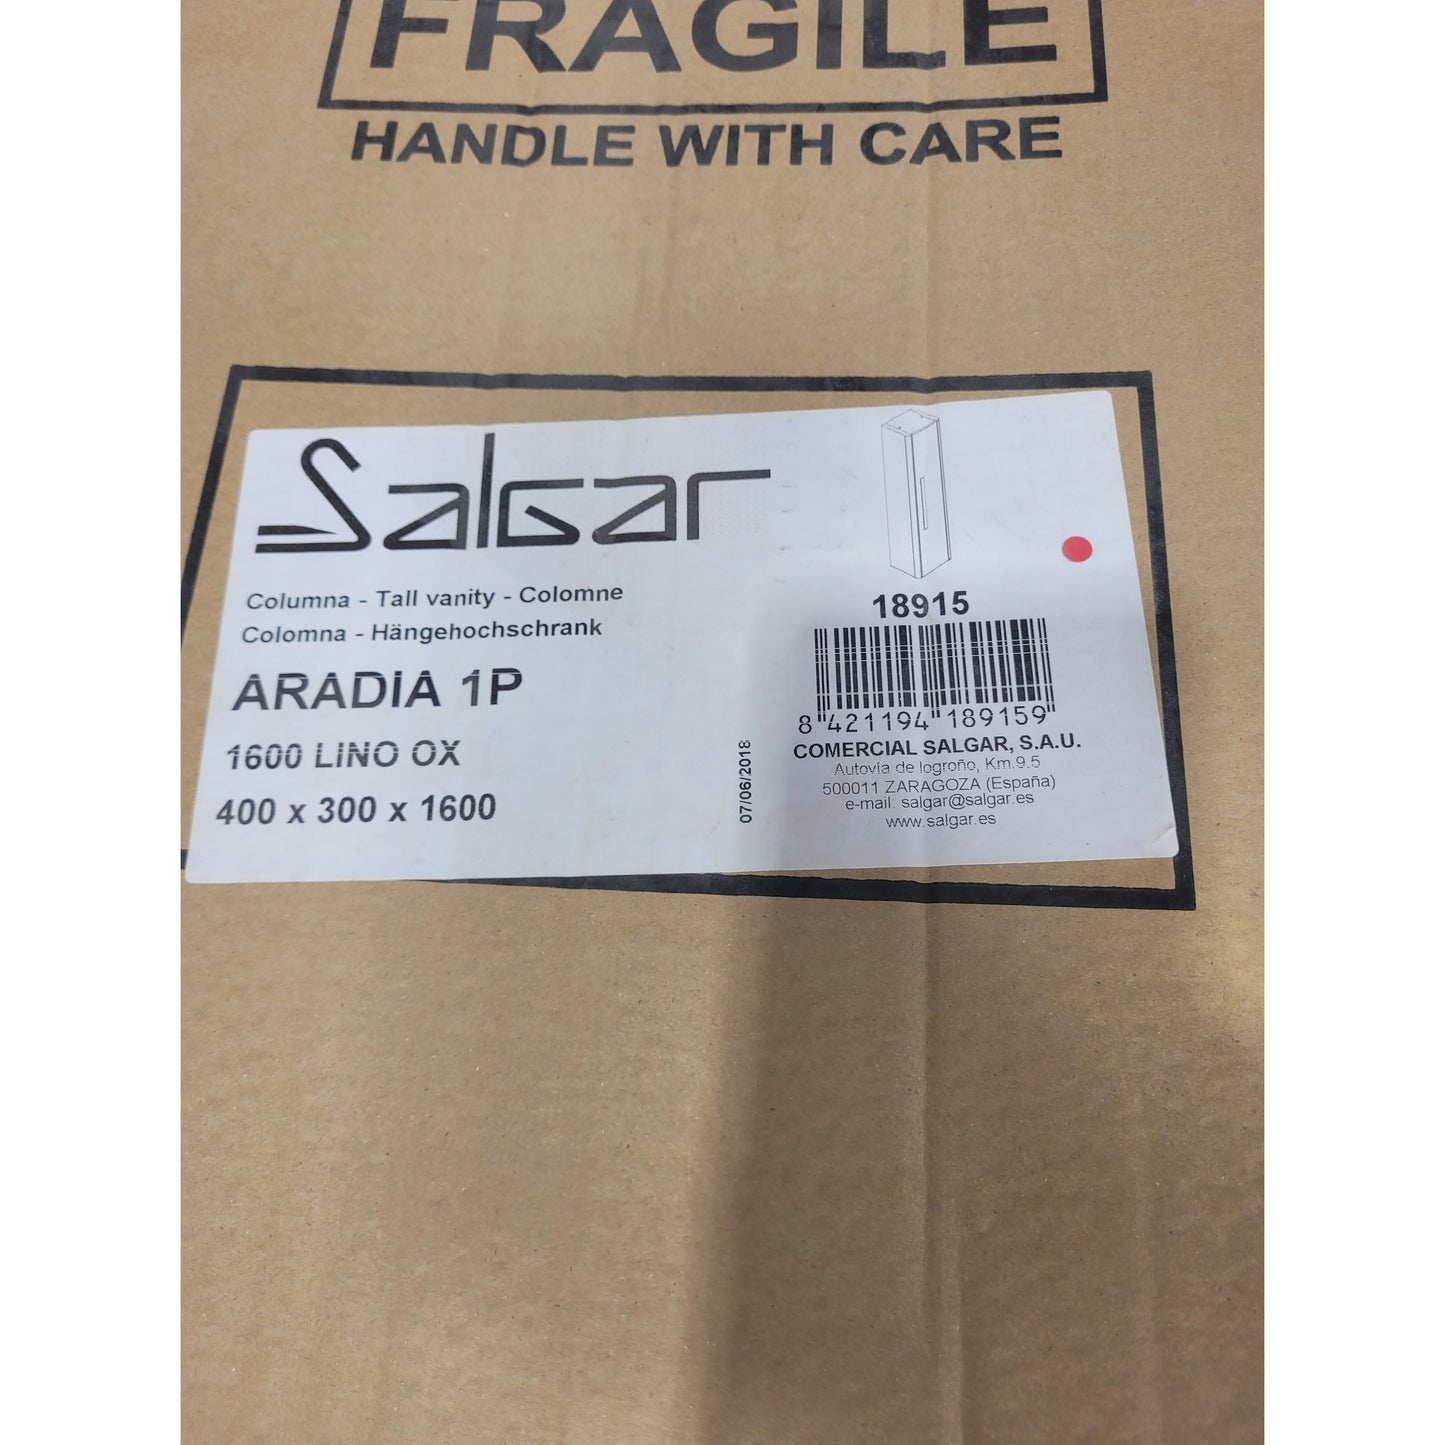 FRAGILE
HANDLE WITH CARE
Salgar
Columna - Tall vanity - Colomne
Colomna - Hängehochschrank
ARADIA 1P
1600 LINO OX
400 x 300 x 1600
07/06/2018
18915
8 421194 189159
COMERCIAL SALGAR, S.A.U.
Autovía de logroño, Km.9.5
500011 ZARAGOZA (España)
e-mail: salgar@salgar.es
www.salgar.es